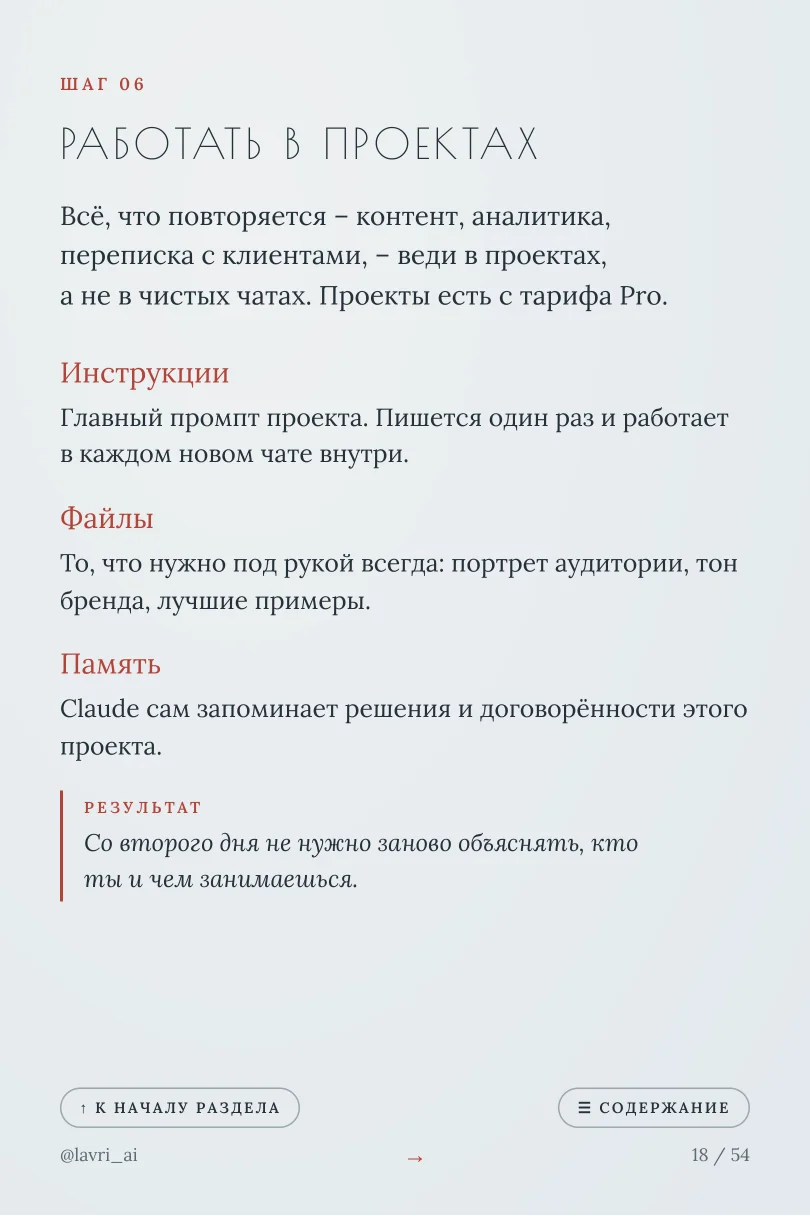 ШАГ 06
РАБОТАТЬ В ПРОЕКТАХ
Всё, что повторяется – контент, аналитика,
переписка с клиентами, – веди в проектах,
а не в чистых чатах. Проекты есть с тарифа Pro.
Инструкции
Главный промпт проекта. Пишется один раз и работает
в каждом новом чате внутри.
Файлы
То, что нужно под рукой всегда: портрет аудитории, тон
бренда, лучшие примеры.
Память
Claude сам запоминает решения и договорённости этого
проекта.
РЕЗУЛЬТАТ
Со второго дня не нужно заново объяснять, кто
ты и чем занимаешься.
↑ К НАЧАЛУ РАЗДЕЛА
☰ СОДЕРЖАНИЕ
@lavri_ai
→
18 / 54